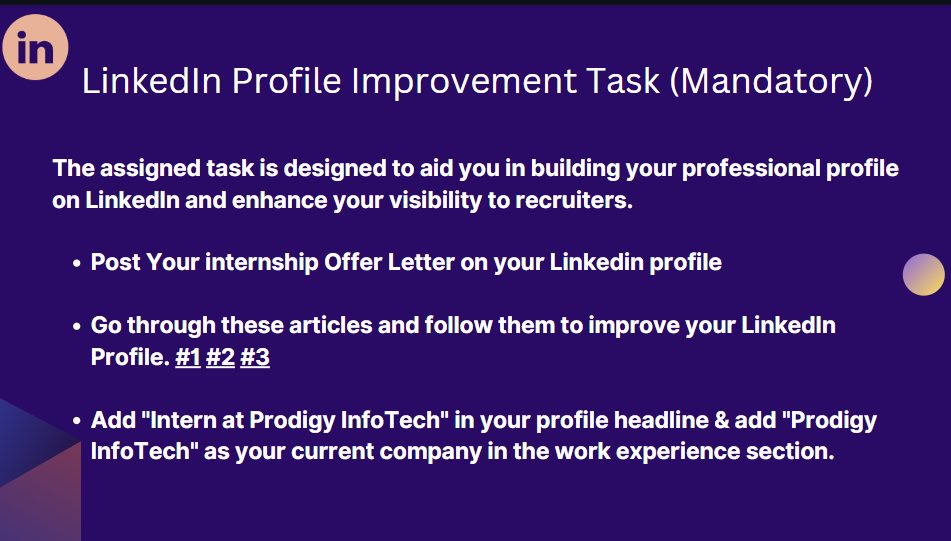 in
LinkedIn Profile Improvement Task (Mandatory)
The assigned task is designed to aid you in building your professional profile
on LinkedIn and enhance your visibility to recruiters.
• Post Your internship Offer Letter on your Linkedin profile
• Go through these articles and follow them to improve your LinkedIn
Profile. #1 #2 #3
• Add "Intern at Prodigy InfoTech" in your profile headline & add "Prodigy
InfoTech" as your current company in the work experience section.